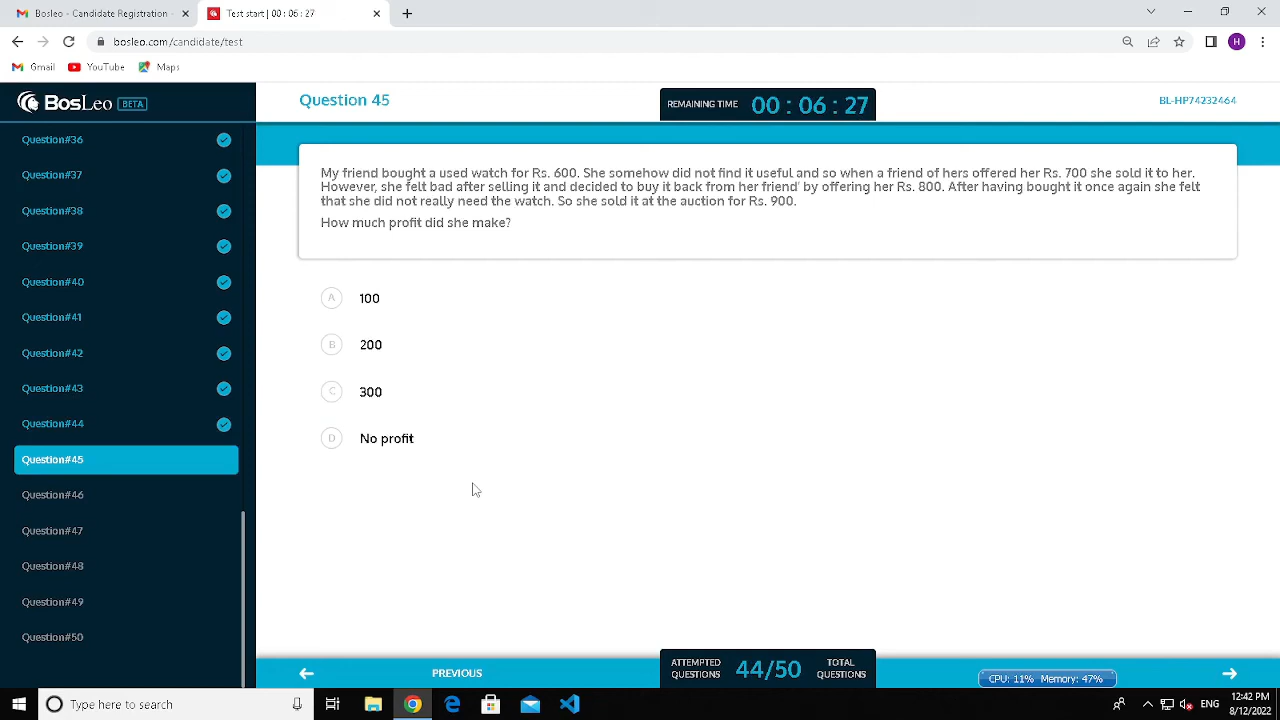 Bosleo - Candidate Registration -
Test start | 00 : 06 : 27
bosleo.com/candidate/test
H
Gmail YouTube Maps
BosLeo BETA
Question 45
REMAINING TIME 00 : 06 : 27
BL-HP74232464
Question#36
Question#37
Question#38
Question#39
Question#40
Question#41
Question#42
Question#43
Question#44
Question#45
Question#46
Question#47
Question#48
Question#49
Question#50
My friend bought a used watch for Rs. 600. She somehow did not find it useful and so when a friend of hers offered her Rs. 700 she sold it to her.
However, she felt bad after selling it and decided to buy it back from her friend' by offering her Rs. 800. After having bought it once again she felt
that she did not really need the watch. So she sold it at the auction for Rs. 900.
How much profit did she make?
A 100
B 200
C 300
D No profit
PREVIOUS
ATTEMPTED QUESTIONS 44/50 TOTAL QUESTIONS
CPU: 11% Memory: 47%
Type here to search
ENG
12:42 PM
8/12/2022